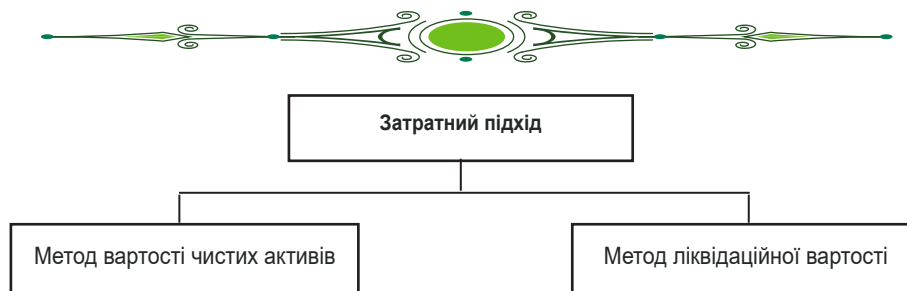 Затратний підхід
Метод вартості чистих активів
Метод ліквідаційної вартості